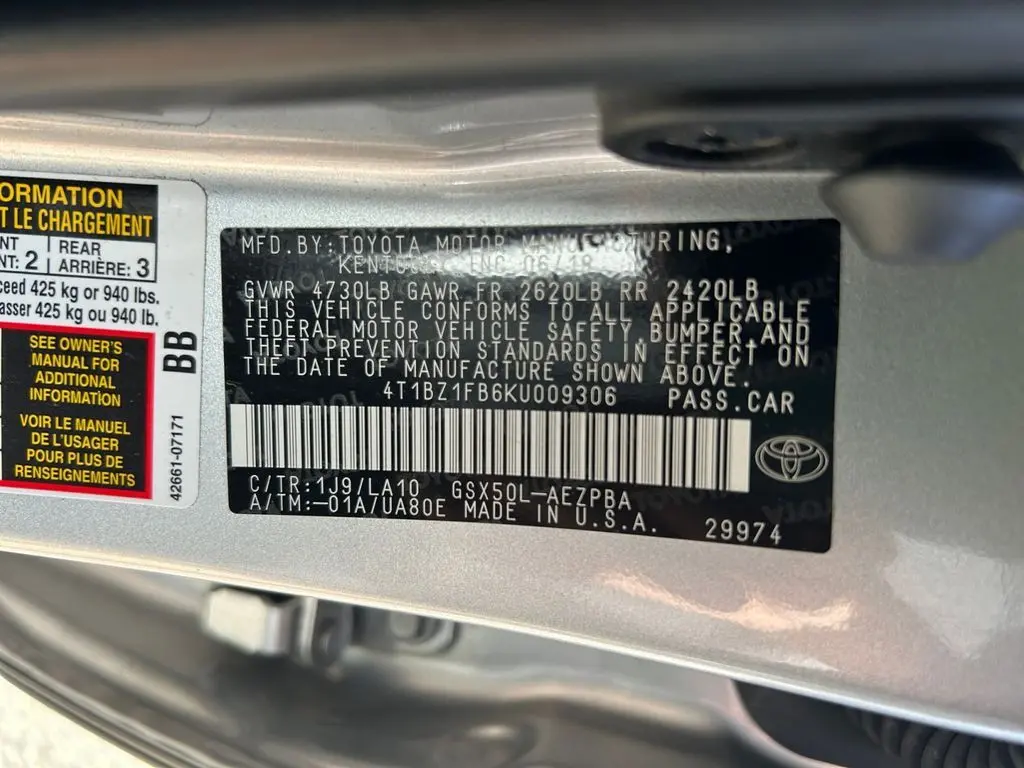 ORMATION
T LE CHARGEMENT
NT
NT: 2
REAR
ARRIÈRE: 3
ceed 425 kg or 940 lbs.
asser 425 kg ou 940 lb.
SEE OWNER'S
MANUAL FOR
ADDITIONAL
INFORMATION
VOIR LE MANUEL
DE L'USAGER
POUR PLUS DE
RENSEIGNEMENTS
BB
42661-07171
MFD.BY:TOYOTA MOTOR MANUFACTURING,
KENTUCKY, INC. 06/18
GVWR 4730LB GAWR FR 2620LB RR 2420LB
THIS VEHICLE CONFORMS TO ALL APPLICABLE
FEDERAL MOTOR VEHICLE SAFETY,BUMPER,AND
THEFT PREVENTION STANDARDS IN EFFECT ON
THE DATE OF MANUFACTURE SHOWN ABOVE.
4T1BZ1FB6KU009306 PASS.CAR
C/TR:1J9/LA10 GSX50L-AEZPBA
A/TM:-01A/UA80E MADE IN U.S.A.
29974